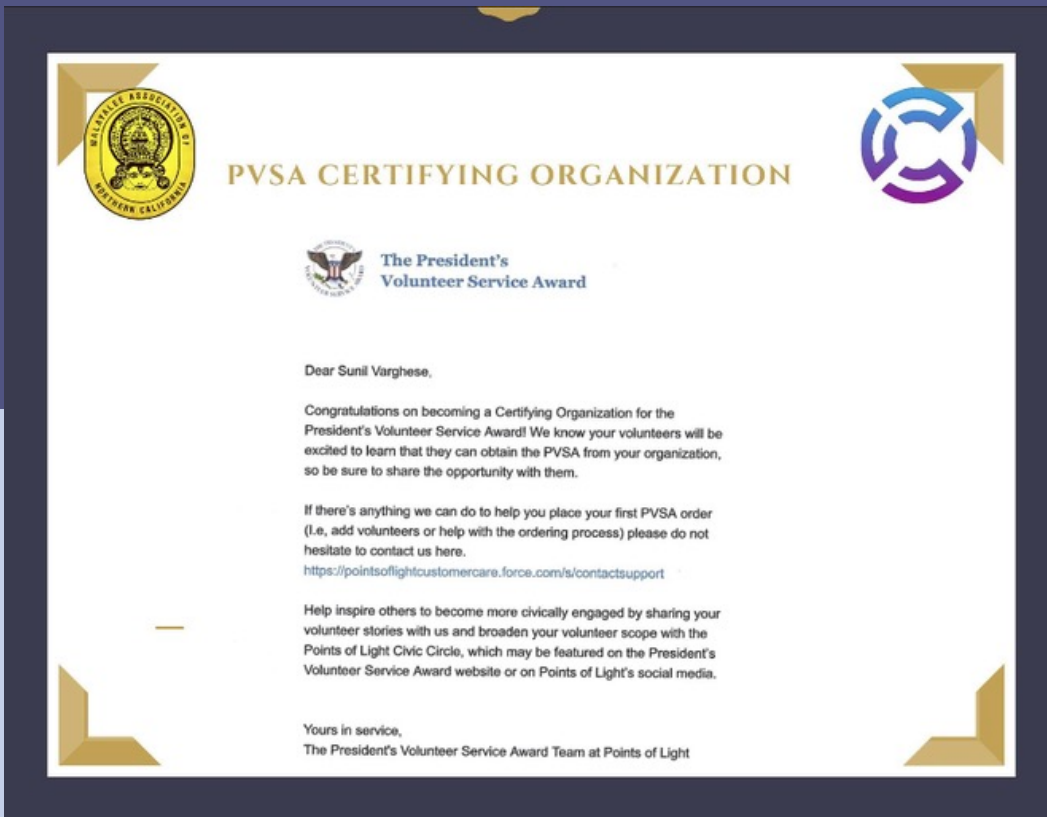 MALAYALEE ASSOCIATION OF
NORTHERN CALIFORNIA
PVSA CERTIFYING ORGANIZATION
THE PRESIDENT'S
VOLUNTEER SERVICE AWARD
The President's
Volunteer Service Award
Dear Sunil Varghese,
Congratulations on becoming a Certifying Organization for the
President's Volunteer Service Award! We know your volunteers will be
excited to learn that they can obtain the PVSA from your organization,
so be sure to share the opportunity with them.
If there's anything we can do to help you place your first PVSA order
(I.e, add volunteers or help with the ordering process) please do not
hesitate to contact us here.
https://pointsoflightcustomercare.force.com/s/contactsupport
Help inspire others to become more civically engaged by sharing your
volunteer stories with us and broaden your volunteer scope with the
Points of Light Civic Circle, which may be featured on the President's
Volunteer Service Award website or on Points of Light's social media.
Yours in service,
The President's Volunteer Service Award Team at Points of Light